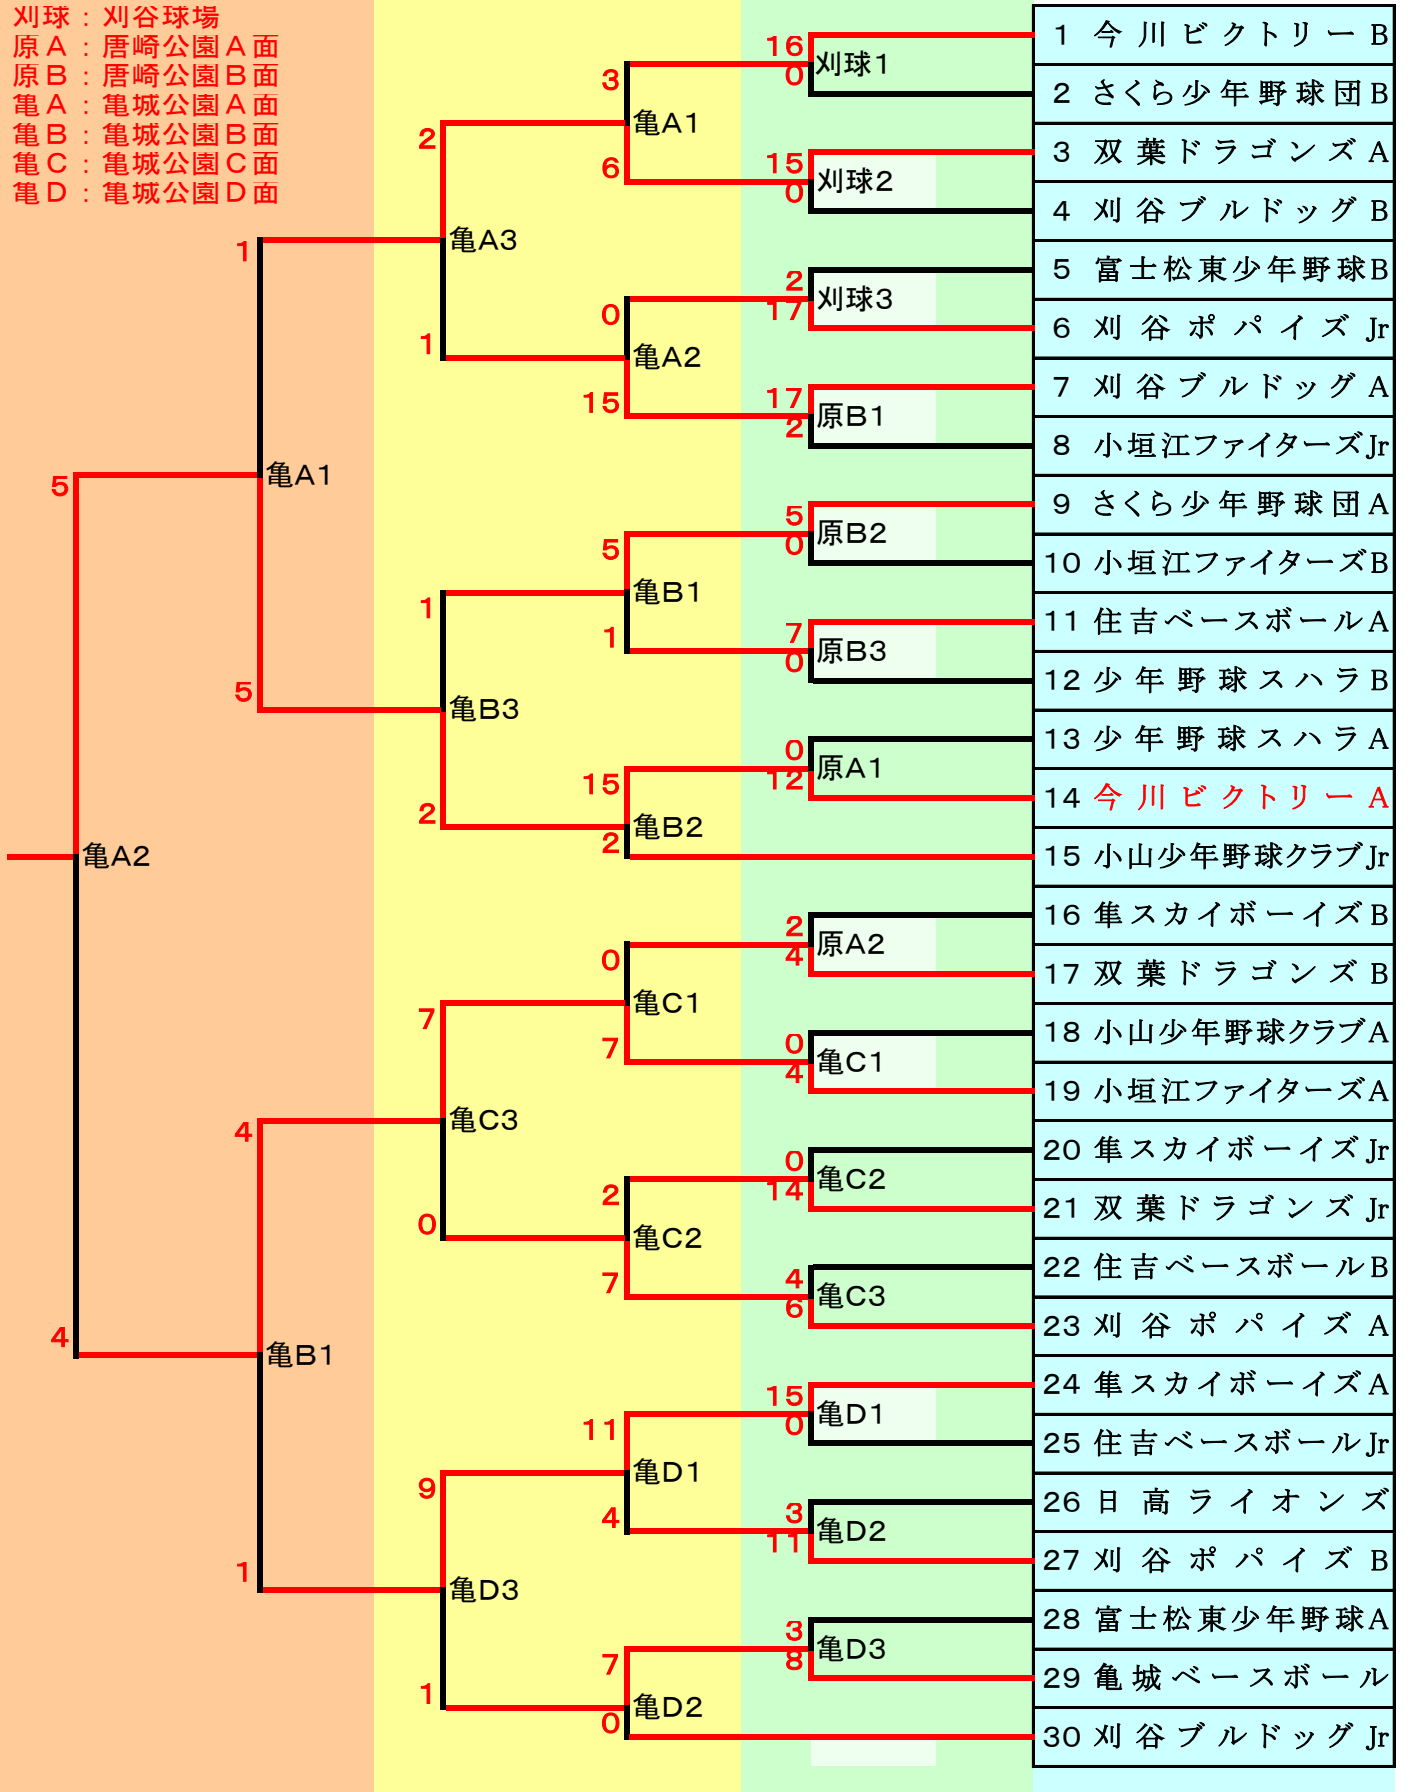 刈球：刈谷球場
原A：唐崎公園A面
原B：唐崎公園B面
亀A：亀城公園A面
亀B：亀城公園B面
亀C：亀城公園C面
亀D：亀城公園D面
1 今川ビクトリーB
16
刈球1
0
3
2 さくら少年野球団B
亀A1
2
3 双葉ドラゴンズA
15
6
刈球2
0
4 刈谷ブルドッグB
亀A3
1
5 富士松東少年野球B
2
刈球3
0
17
6 刈谷ポパイズJr
1
亀A2
7 刈谷ブルドッグA
17
15
原B1
2
8 小垣江ファイターズJr
亀A1
5
9 さくら少年野球団A
5
原B2
0
5
10 小垣江ファイターズB
亀B1
1
11 住吉ベースボールA
7
1
原B3
0
12 少年野球スハラB
5
亀B3
13 少年野球スハラA
0
原A1
12
15
14 今川ビクトリーA
2
亀B2
2
15 小山少年野球クラブJr
亀A2
16 隼スカイボーイズB
2
原A2
4
0
17 双葉ドラゴンズB
亀C1
7
18 小山少年野球クラブA
0
7
亀C1
4
19 小垣江ファイターズA
亀C3
4
20 隼スカイボーイズJr
0
亀C2
14
2
21 双葉ドラゴンズJr
0
亀C2
22 住吉ベースボールB
4
7
亀C3
6
23 刈谷ポパイズA
4
亀B1
24 隼スカイボーイズA
15
亀D1
0
11
25 住吉ベースボールJr
亀D1
9
26 日高ライオンズ
3
4
亀D2
11
27 刈谷ポパイズB
1
亀D3
28 富士松東少年野球A
3
亀D3
8
7
29 亀城ベースボール
1
亀D2
0
30 刈谷ブルドッグJr